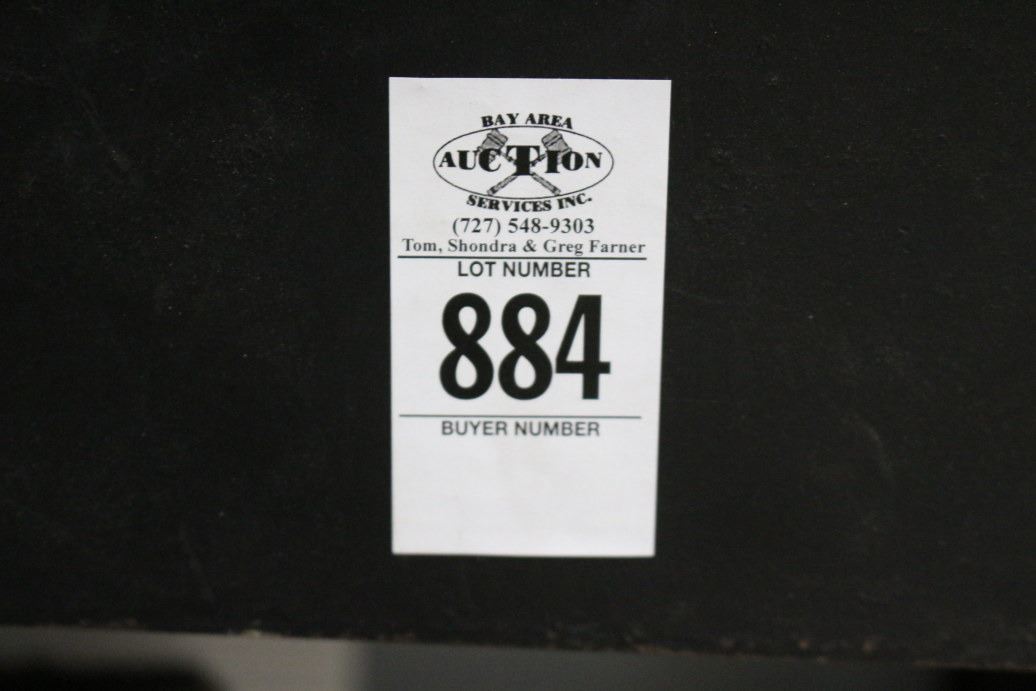 BAY AREA
AUCTION
SERVICES INC.
(727) 548-9303
Tom, Shondra & Greg Farner
LOT NUMBER
884
BUYER NUMBER